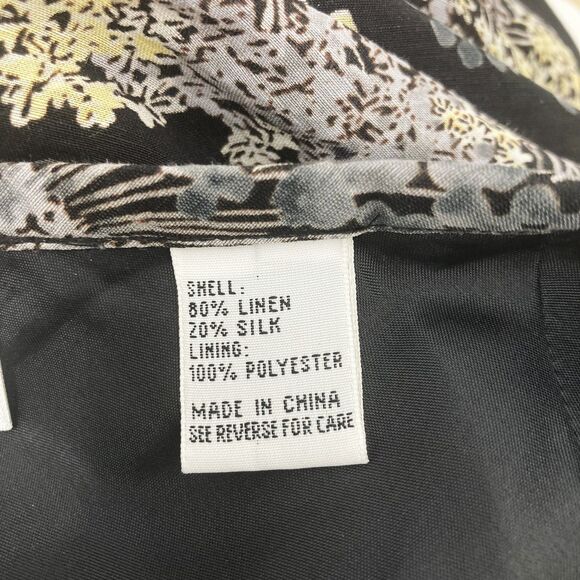 SHELL:
80% LINEN
20% SILK
LINING:
100% POLYESTER
MADE IN CHINA
SEE REVERSE FOR CARE